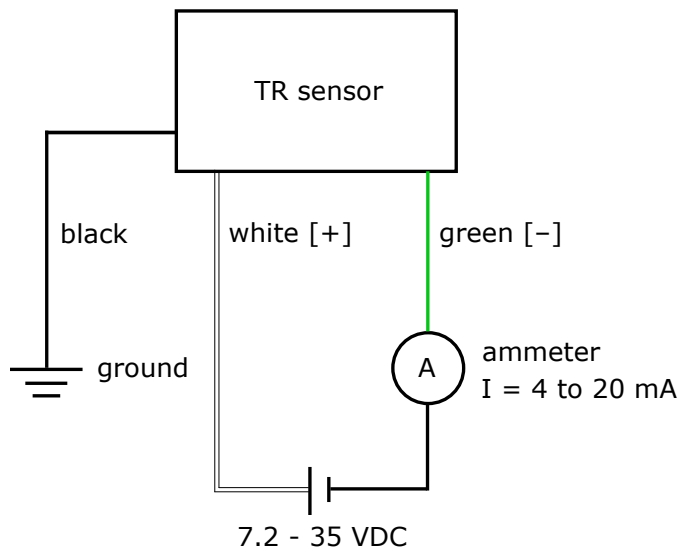 TR sensor
black
white [+]
green [–]
ground
A
ammeter
I = 4 to 20 mA
7.2 - 35 VDC